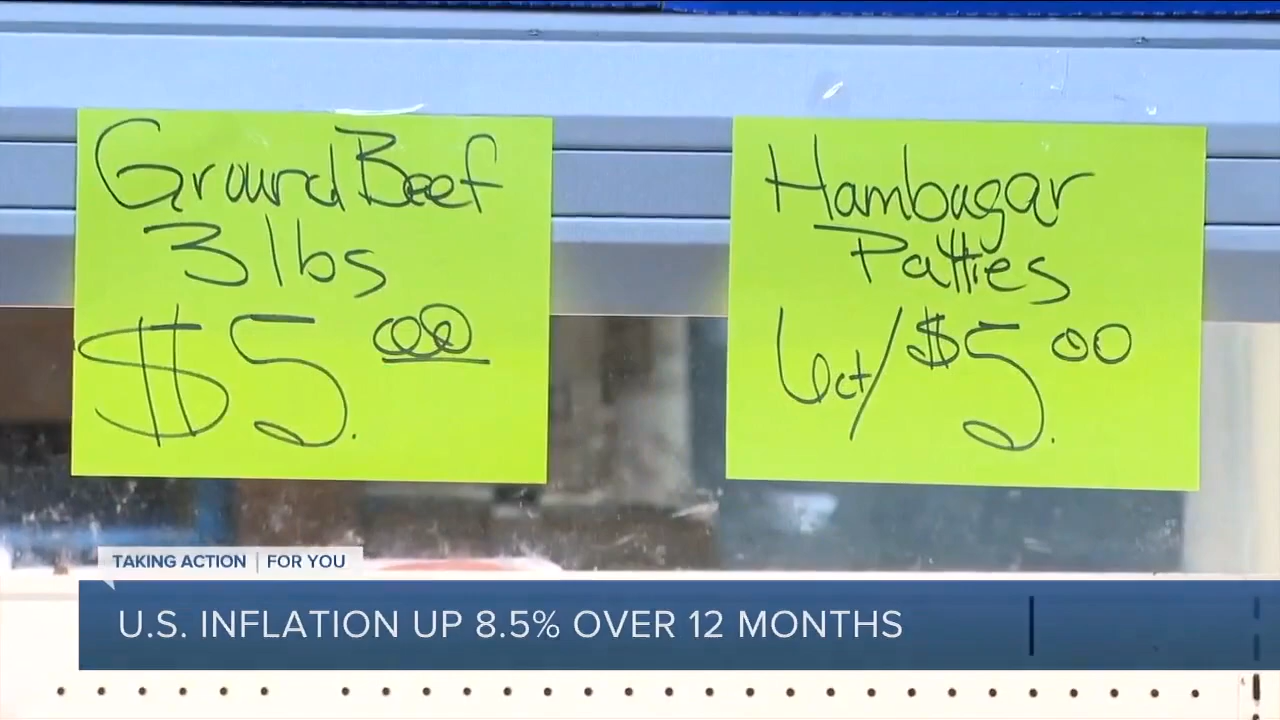 Ground Beef
3 lbs
$5.00
Hambugar
Patties
6ct/$5.00
TAKING ACTION | FOR YOU
U.S. INFLATION UP 8.5% OVER 12 MONTHS